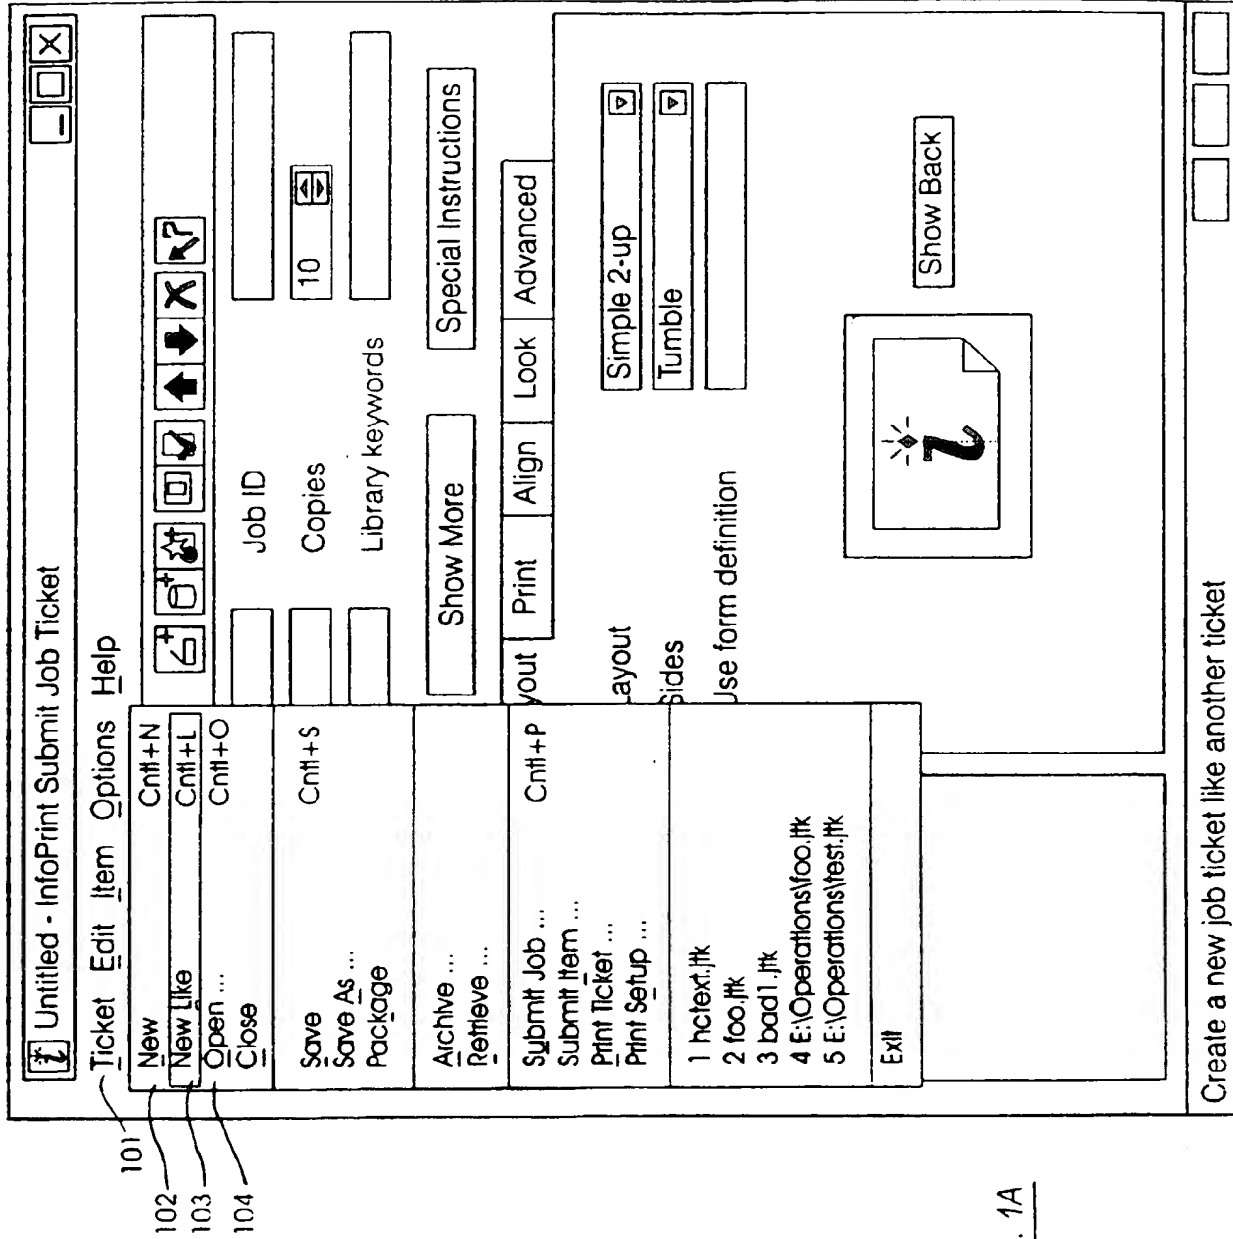 Untitled - InfoPrint Submit Job Ticket
Ticket Edit Item Options Help
101
102
103
104
New Cntl+N
New Like Cntl+L
Open ... Cntl+O
Close
Save Cntl+S
Save As ...
Package
Archive ...
Retrieve ...
Submit Job ... Cntl+P
Submit Item ...
Print Ticket ...
Print Setup ...
1 hctext.jtk
2 foo.jtk
3 bad1.jtk
4 E:\Operations\foo.jtk
5 E:\Operations\test.jtk
Exit
Job ID
Copies 10
Library keywords
Show More Special Instructions
yout Print Align Look Advanced
ayout Simple 2-up
Sides Tumble
Use form definition
Show Back
Create a new job ticket like another ticket
. 1A